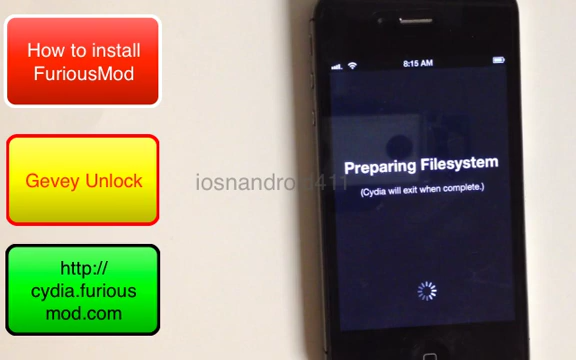 How to install
FuriousMod
Gevey Unlock
http://
cydia.furious
mod.com
iosnandroid411
8:15 AM
Preparing Filesystem
(Cydia will exit when complete.)